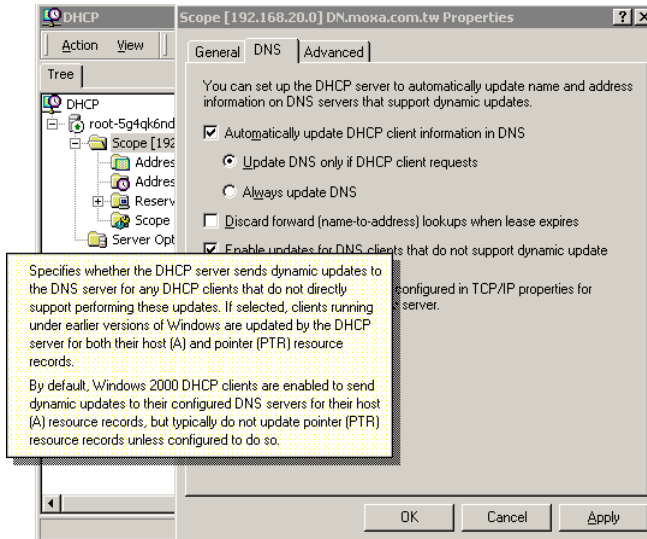 DHCP
Action View
Tree
DHCP
root-5g4qk6nd
Scope [192
Addres
Addres
Reserv
Scope
Server Opt
Scope [192.168.20.0] DN.moxa.com.tw Properties
General DNS Advanced
You can set up the DHCP server to automatically update name and address
information on DNS servers that support dynamic updates.
Automatically update DHCP client information in DNS
Update DNS only if DHCP client requests
Always update DNS
Discard forward (name-to-address) lookups when lease expires
Enable updates for DNS clients that do not support dynamic update
configured in TCP/IP properties for
server.
Specifies whether the DHCP server sends dynamic updates to
the DNS server for any DHCP clients that do not directly
support performing these updates. If selected, clients running
under earlier versions of Windows are updated by the DHCP
server for both their host (A) and pointer (PTR) resource
records.
By default, Windows 2000 DHCP clients are enabled to send
dynamic updates to their configured DNS servers for their host
(A) resource records, but typically do not update pointer (PTR)
resource records unless configured to do so.
OK Cancel Apply